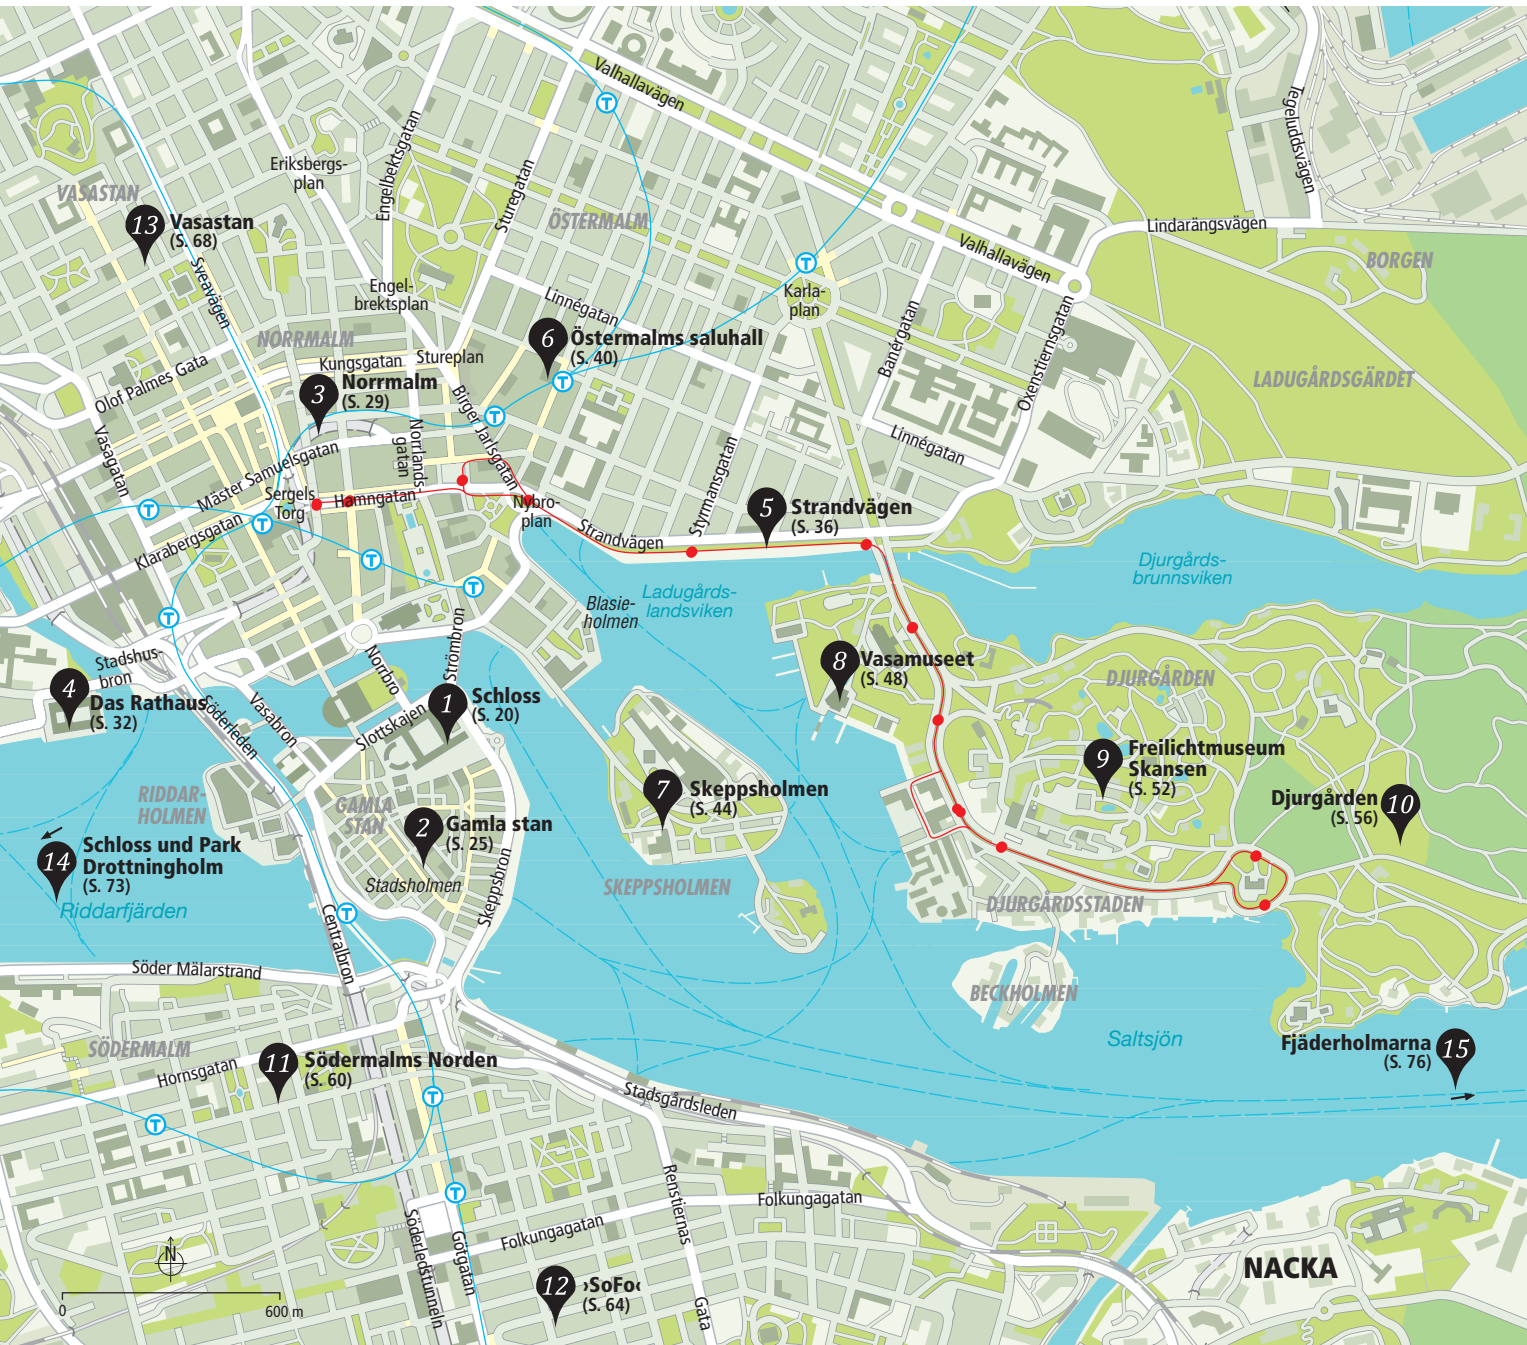 Valhallavägen
Tegeluddsvägen
Engelbektsgatan
Eriksbergs-
plan
Sturegatan
VASASTAN
13
Vasastan
(S. 68)
ÖSTERMALM
Lindarängsvägen
Valhallavägen
BORGEN
Sveavägen
Engel-
brektsplan
Linnégatan
Karla-
plan
Banérgatan
Oxenstiernsgatan
NORRMALM
6
Östermalms saluhall
(S. 40)
Kungsgatan
Stureplan
Olof Palmes Gata
3
Norrmalm
(S. 29)
LADUGÅRDSGÄRDET
Birger Jarlsgatan
Vasagatan
Norrlands-
gatan
Linnégatan
Mäster Samuelsgatan
Styrmansgatan
Sergels
Torg
Hamngatan
Nybro-
plan
5
Strandvägen
(S. 36)
Klarabergsgatan
Strandvägen
Djurgårds-
brunnsviken
Ladugårds-
landsviken
Blasie-
holmen
Stadshus-
bron
Norrbro
Strömbron
8
Vasamuseet
(S. 48)
DJURGÅRDEN
4
Das Rathaus
(S. 32)
Söderleden
Vasabron
Slottskajen
1
Schloss
(S. 20)
9
Freilichtmuseum
Skansen
(S. 52)
7
Skeppsholmen
(S. 44)
Djurgården
(S. 56)
10
RIDDAR-
HOLMEN
GAMLA
STAN
2
Gamla stan
(S. 25)
14
Schloss und Park
Drottningholm
(S. 73)
Riddarfjärden
Stadsholmen
Skeppsbron
SKEPPSHOLMEN
DJURGÅRDSSTADEN
Centralbron
Söder Mälarstrand
BECKHOLMEN
SÖDERMALM
Hornsgatan
11
Södermalms Norden
(S. 60)
Saltsjön
Fjäderholmarna
(S. 76)
15
Stadsgårdsleden
Renstiernas
Gata
Folkungagatan
Folkungagatan
Söderledstunneln
Götgatan
N
0
600 m
12
›SoFo‹
(S. 64)
NACKA
T
T
T
T
T
T
T
T
T
T
T
T
T